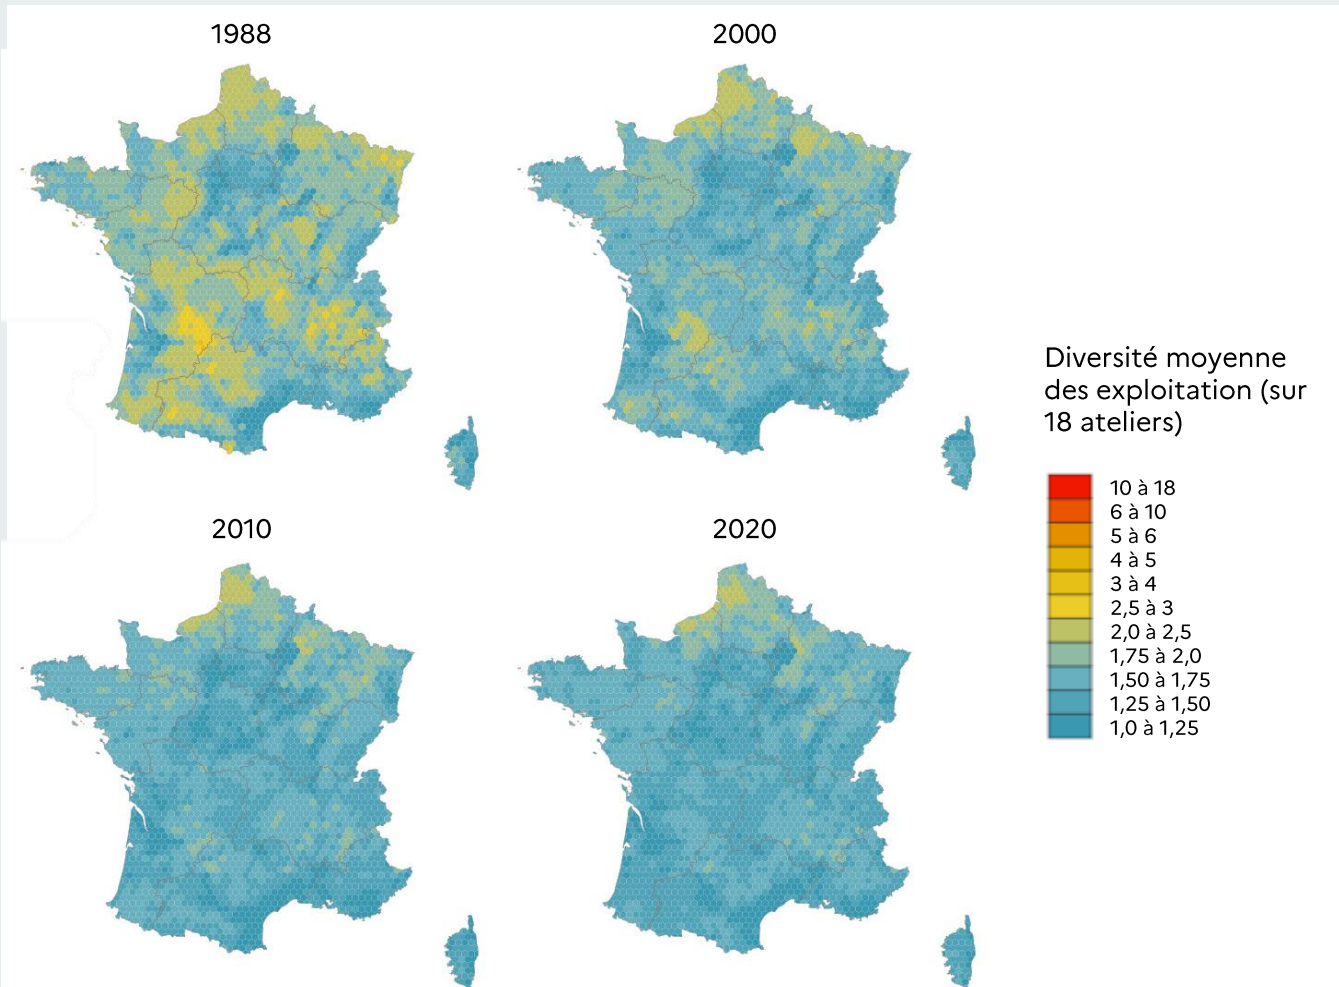 1988
2000
2010
2020
Diversité moyenne
des exploitation (sur
18 ateliers)
10 à 18
6 à 10
5 à 6
4 à 5
3 à 4
2,5 à 3
2,0 à 2,5
1,75 à 2,0
1,50 à 1,75
1,25 à 1,50
1,0 à 1,25